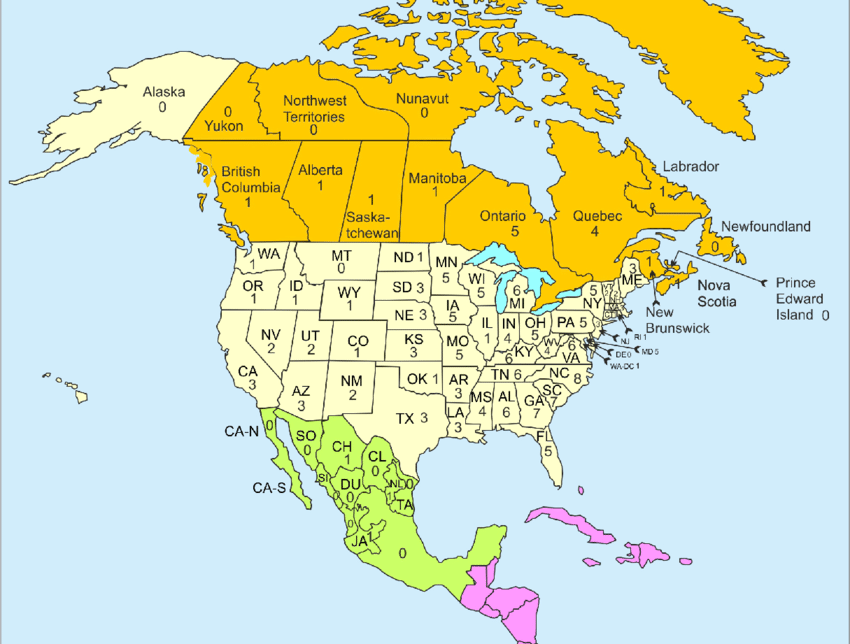 Alaska
0
0
Yukon
Northwest
Territories
0
Nunavut
0
8
British
Columbia
1
Alberta
1
1
Saska-
tchewan
Manitoba
1
Ontario
5
Quebec
4
Labrador
1
Newfoundland
0
Prince
Edward
Island 0
Nova
Scotia
1
New
Brunswick
1
WA
1
MT
0
ND 1
MN
5
OR
1
ID
1
WY
1
SD 3
WI
5
6
MI
5
NY
3
ME
NE 3
IA
5
IL
1
IN
4
OH
5
PA 5
RI 1
NJ
MD 5
DE 0
WA-DC 1
NV
2
UT
2
CO
1
KS
3
MO
5
6
KY
WV
4
6
VA
CA
3
AZ
3
NM
2
OK 1
AR
3
TN 6
NC
8
SC
7
TX 3
LA
3
MS
4
AL
6
GA
7
FL
5
CA-N
0
SO
0
CH
1
CL
0
CA-S
SI
DU
0
NL 0
1
TA
0
JA
1
0